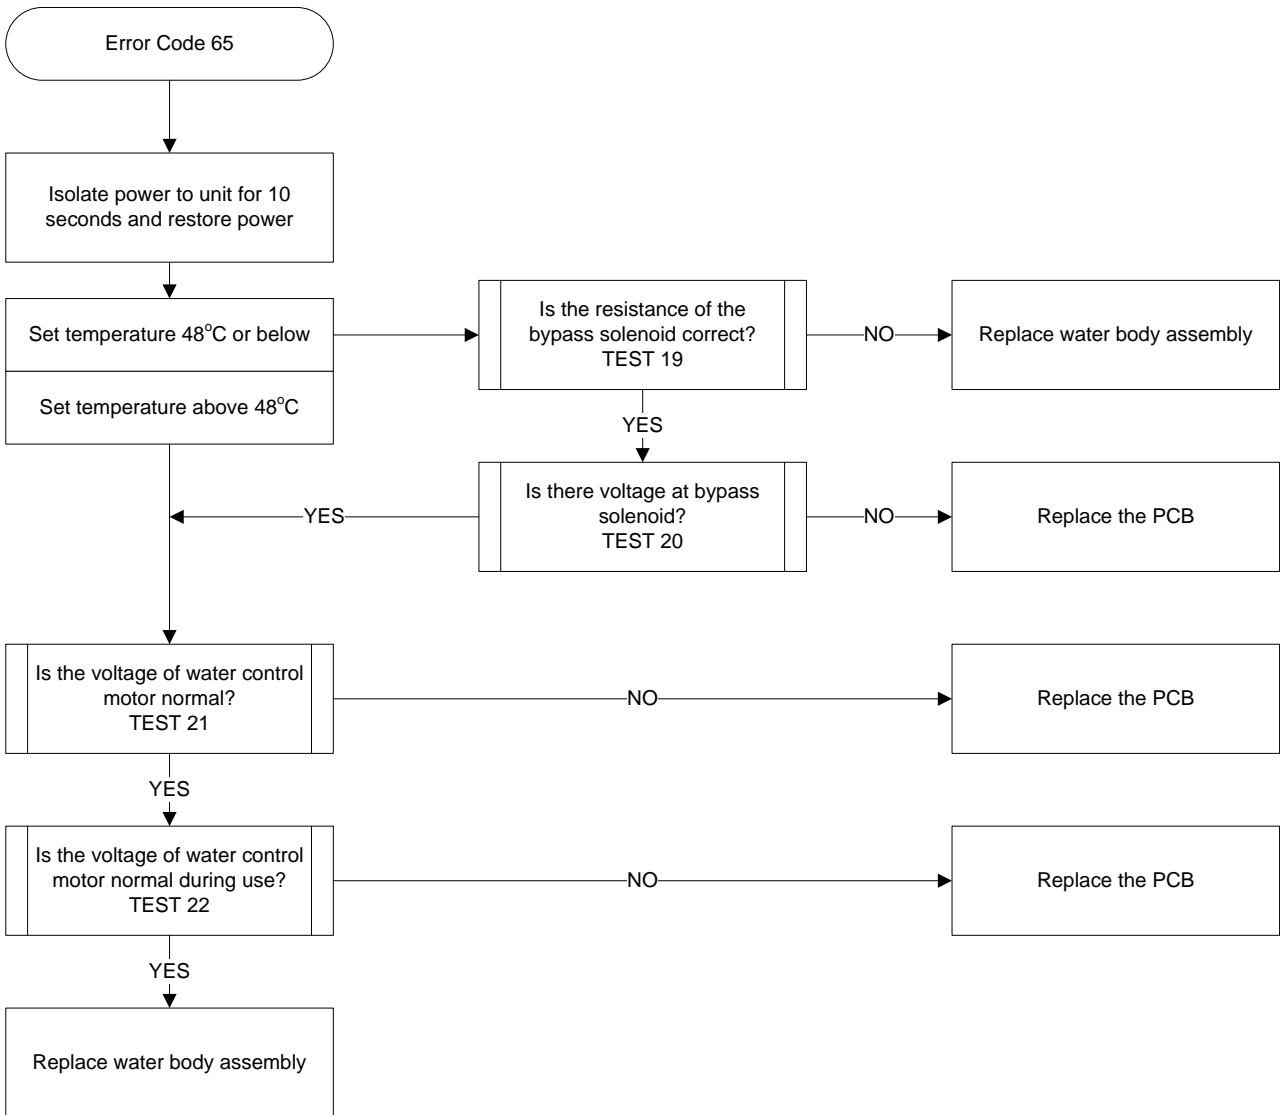 Error Code 65
Isolate power to unit for 10
seconds and restore power
Set temperature 48°C or below
Is the resistance of the
bypass solenoid correct?
TEST 19
NO
Replace water body assembly
Set temperature above 48°C
YES
Is there voltage at bypass
solenoid?
TEST 20
YES
NO
Replace the PCB
Is the voltage of water control
motor normal?
TEST 21
NO
Replace the PCB
YES
Is the voltage of water control
motor normal during use?
TEST 22
NO
Replace the PCB
YES
Replace water body assembly